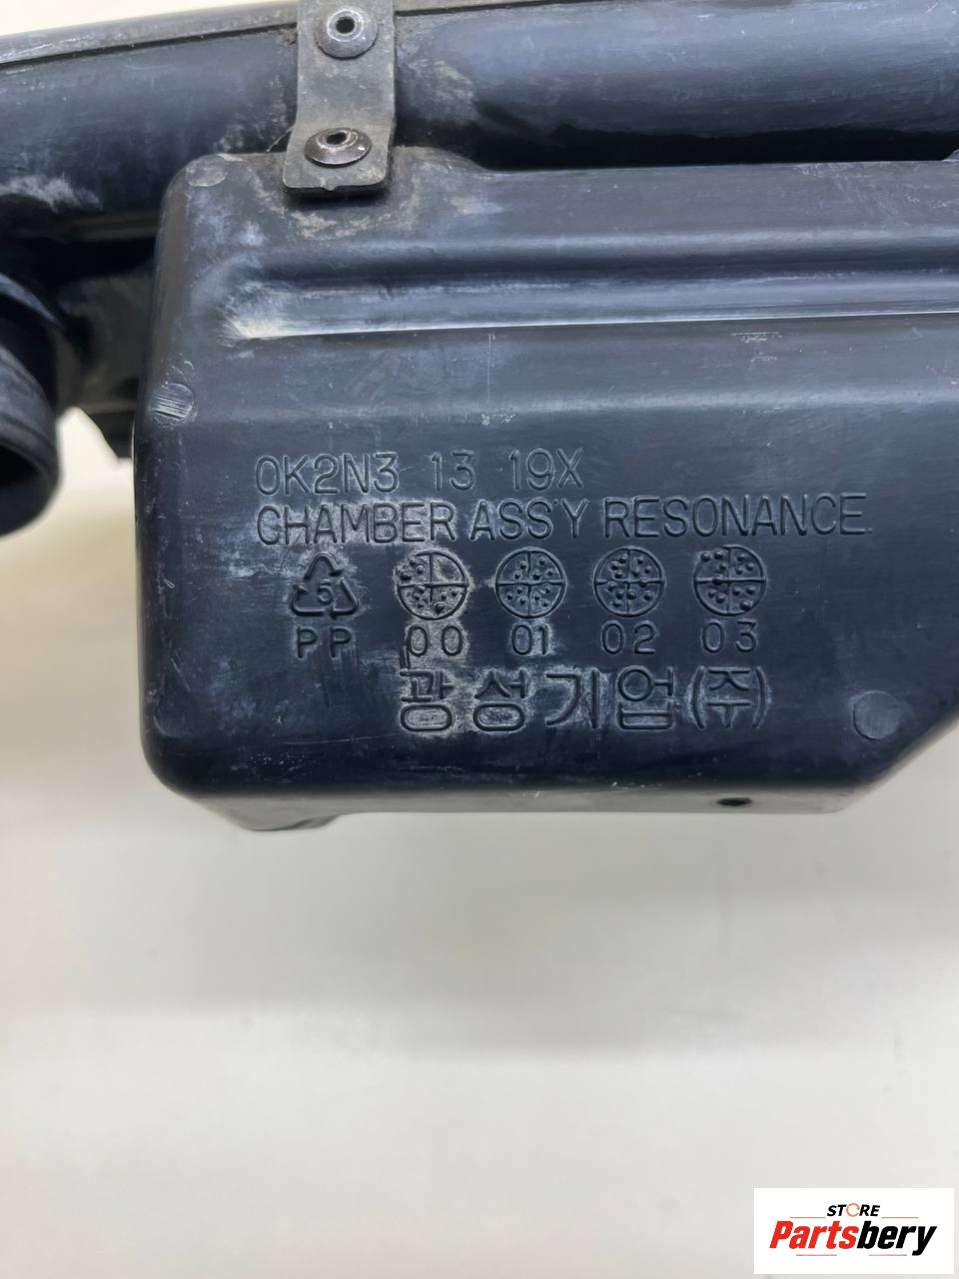 0K2N3 13 19X
CHAMBER ASS'Y RESONANCE.
5
PP 00 01 02 03
광성기업(주)
STORE
Partsbery